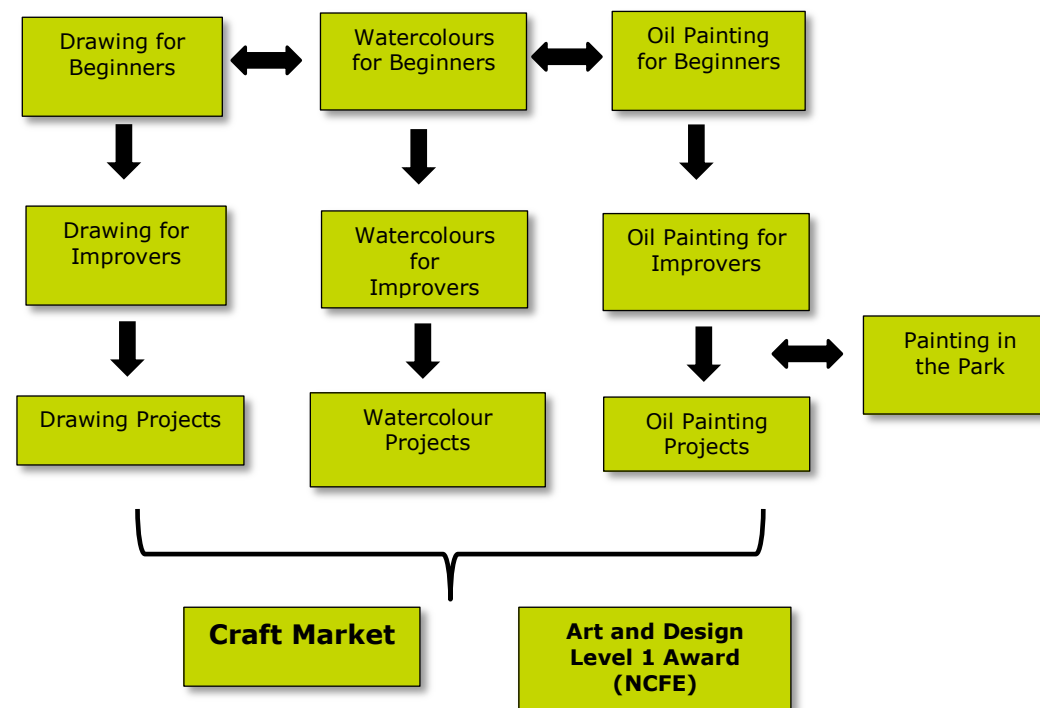 Drawing for
Beginners
Watercolours
for Beginners
Oil Painting
for Beginners
Drawing for
Improvers
Watercolours
for
Improvers
Oil Painting for
Improvers
Painting in
the Park
Drawing Projects
Watercolour
Projects
Oil Painting
Projects
Craft Market
Art and Design
Level 1 Award
(NCFE)